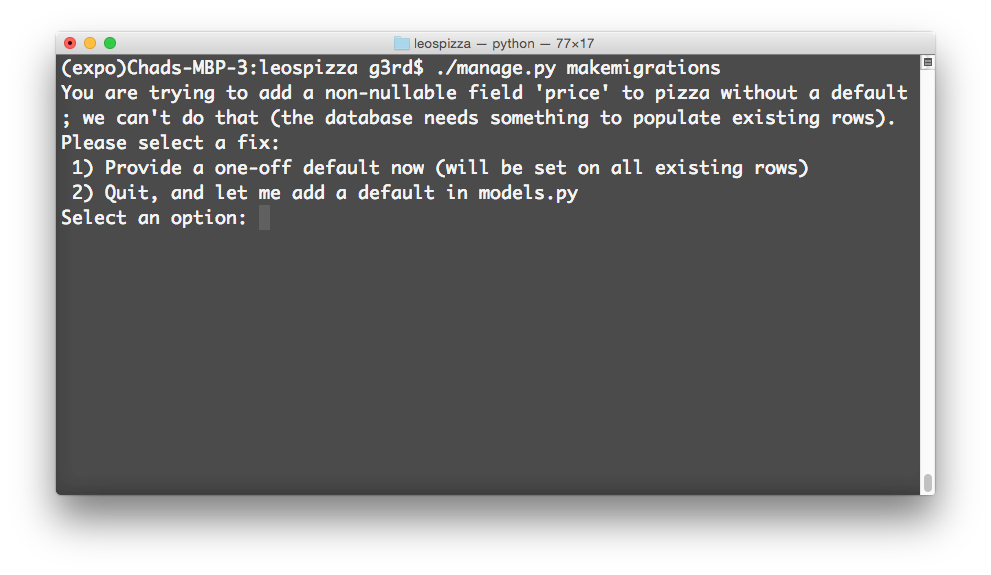 leospizza — python — 77×17
(expo)Chads-MBP-3:leospizza g3rd$ ./manage.py makemigrations
You are trying to add a non-nullable field 'price' to pizza without a default
; we can't do that (the database needs something to populate existing rows).
Please select a fix:
 1) Provide a one-off default now (will be set on all existing rows)
 2) Quit, and let me add a default in models.py
Select an option: